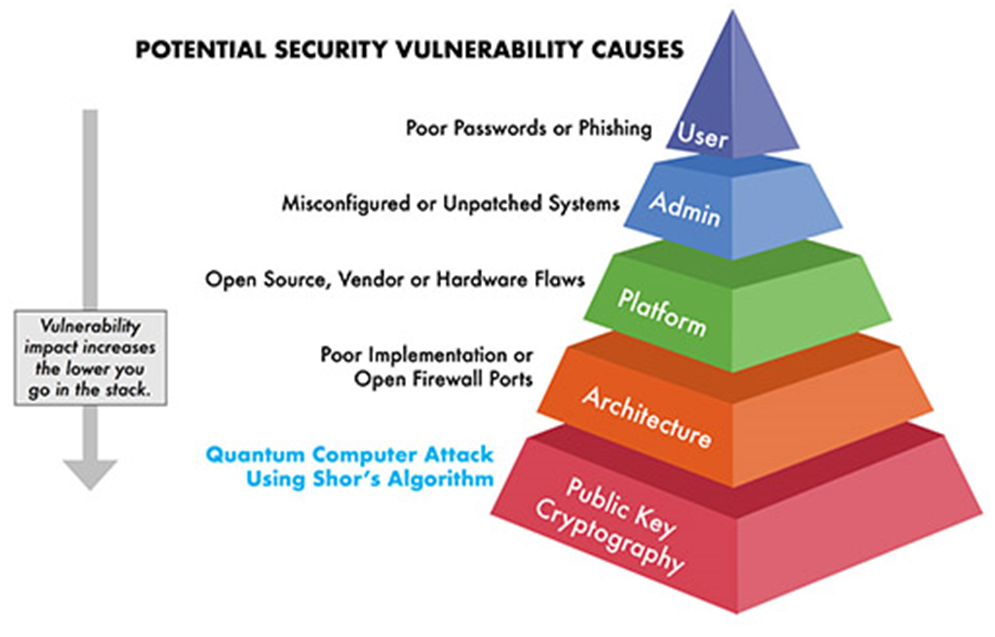 POTENTIAL SECURITY VULNERABILITY CAUSES
Poor Passwords or Phishing
User
Misconfigured or Unpatched Systems
Admin
Open Source, Vendor or Hardware Flaws
Platform
Vulnerability
impact increases
the lower you
go in the stack.
Poor Implementation or
Open Firewall Ports
Architecture
Quantum Computer Attack
Using Shor's Algorithm
Public Key
Cryptography